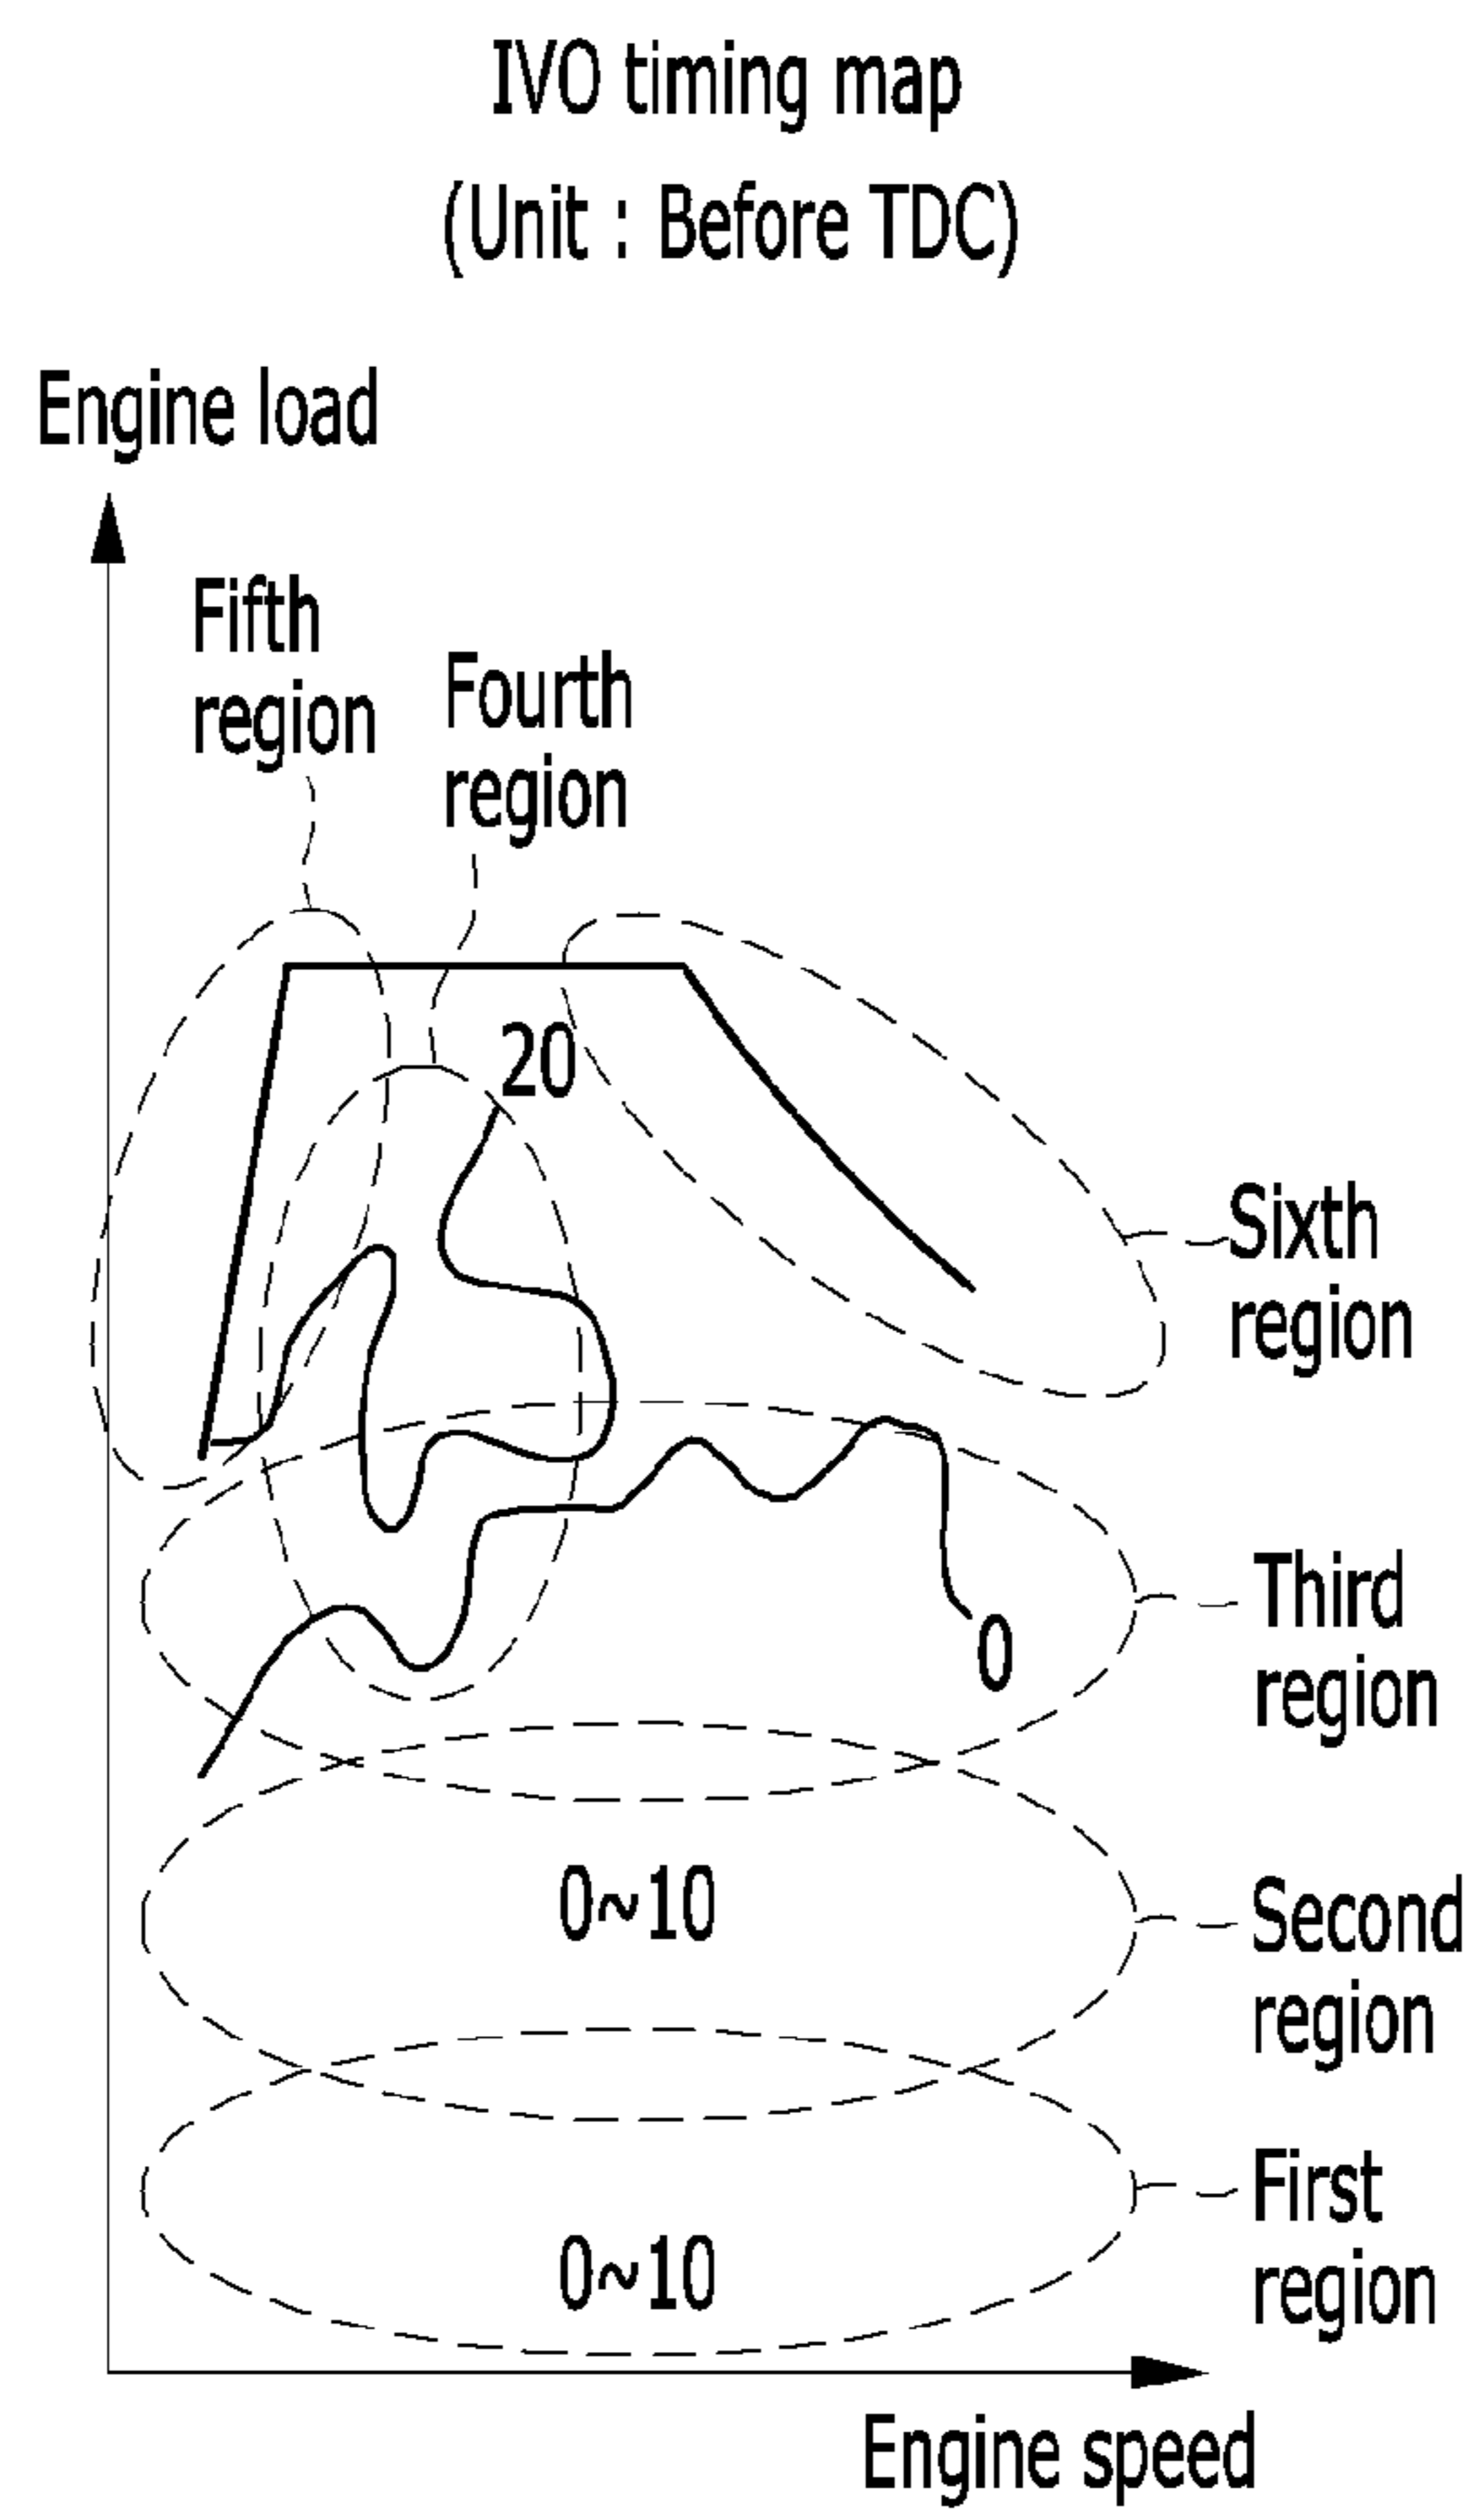 IVO timing map
(Unit : Before TDC)
Engine load
Fifth
region
Fourth
region
20
Sixth
region
Third
region
0
0~10
Second
region
First
region
0~10
Engine speed